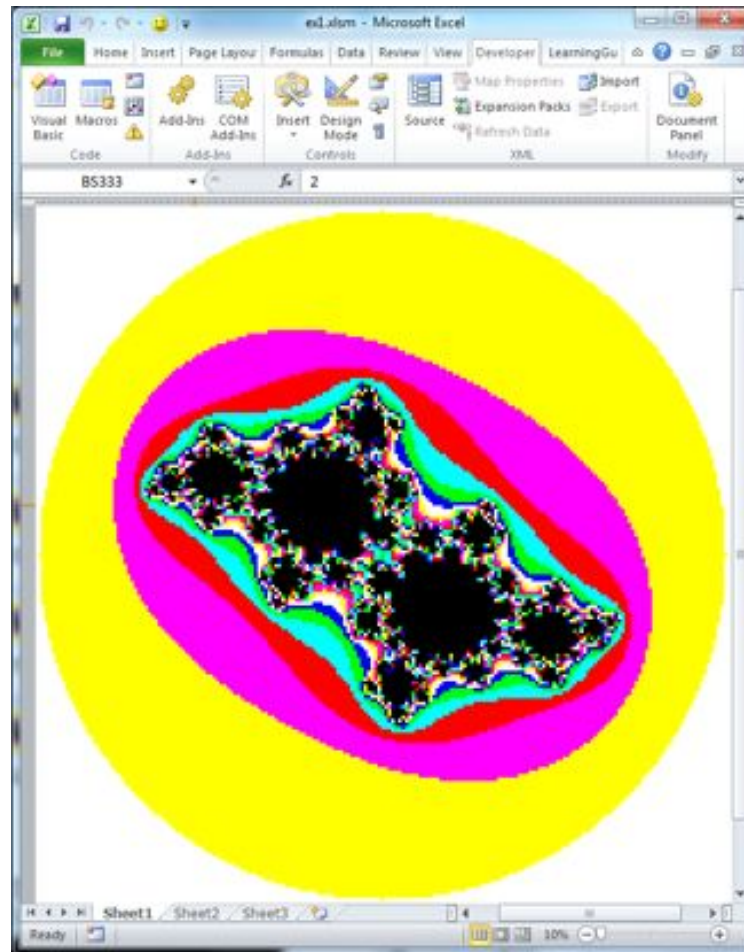 ex1.xlsm - Microsoft Excel
File Home Insert Page Layour Formulas Data Review View Developer LearningGu
Visual Basic Macros Add-Ins COM Add-Ins Insert Design Mode Source Map Properties Import Document Panel
Expansion Packs Export
Refresh Data
Code Add-Ins Controls XML Modify
BS333 fx 2
Sheet1 Sheet2 Sheet3
Ready 10%